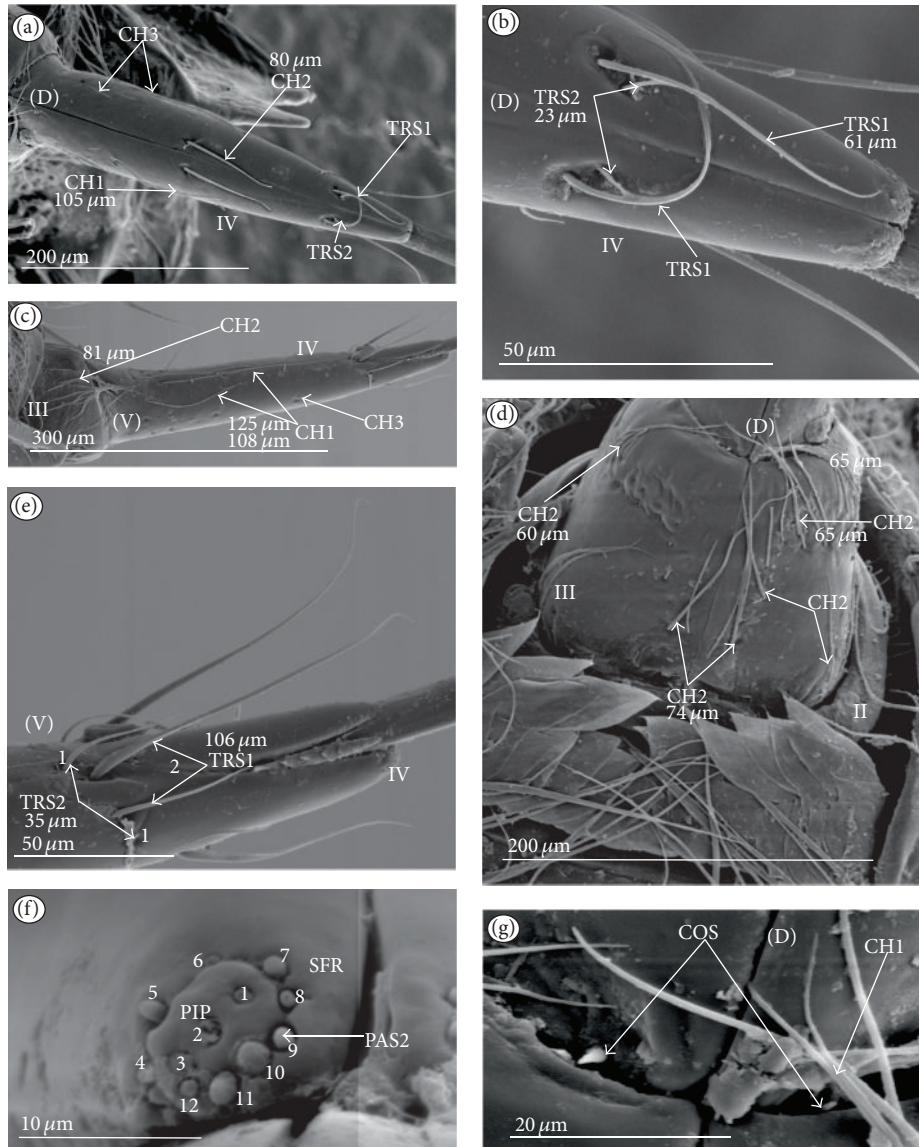 (a)
CH3
80 μm
CH2
(D)
TRS1
CH1
105 μm
IV
TRS2
200 μm
(b)
(D)
TRS2
23 μm
TRS1
61 μm
IV
TRS1
50 μm
(c)
CH2
81 μm
IV
III
(V)
125 μm
108 μm
CH1
CH3
300 μm
(d)
(D)
65 μm
CH2
60 μm
CH2
65 μm
III
CH2
CH2
74 μm
II
200 μm
(e)
(V)
106 μm
1
2
TRS1
IV
TRS2
35 μm
1
50 μm
(f)
6
7
SFR
5
1
8
PIP
2
PAS2
4
3
9
10
12
11
10 μm
(g)
COS
(D)
CH1
20 μm